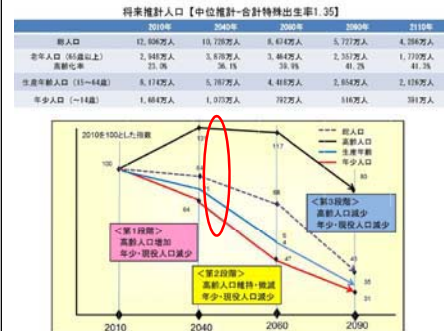 将来推計人口【中位推計-合計特殊出生率1.35】
2010年 2040年 2060年 2090年 2110年
総人口 12,806万人 10,728万人 8,674万人 5,727万人 4,286万人
老年人口（65歳以上） 2,948万人 3,878万人 3,464万人 2,357万人 1,770万人
高齢化率 23.0% 36.1% 39.9% 41.2% 41.3%
生産年齢人口（15～64歳） 8,174万人 5,787万人 4,418万人 2,854万人 2,126万人
年少人口（～14歳） 1,684万人 1,073万人 792万人 516万人 391万人
2010を100とした指数
131
117
総人口
高齢人口
生産年齢
年少人口
100
84
80
68
64
＜第3段階＞
高齢人口減少
年少・現役人口減少
＜第1段階＞
高齢人口増加
年少・現役人口減少
5
4
47
45
＜第2段階＞
高齢人口維持・微減
年少・現役人口減少
35
31
2010 2040 2060 2090